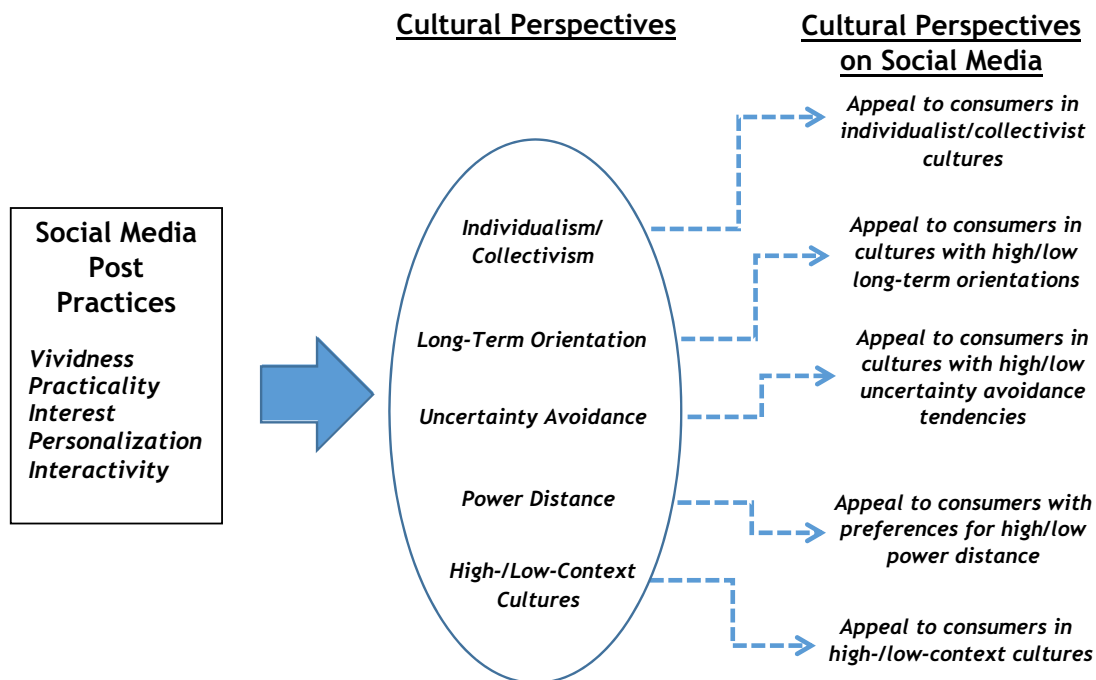 Cultural Perspectives
Cultural Perspectives
on Social Media
Social Media
Post
Practices
Vividness
Practicality
Interest
Personalization
Interactivity
Individualism/
Collectivism
Long-Term Orientation
Uncertainty Avoidance
Power Distance
High-/Low-Context
Cultures
Appeal to consumers in
individualist/collectivist
cultures
Appeal to consumers in
cultures with high/low
long-term orientations
Appeal to consumers in
cultures with high/low
uncertainty avoidance
tendencies
Appeal to consumers with
preferences for high/low
power distance
Appeal to consumers in
high-/low-context cultures